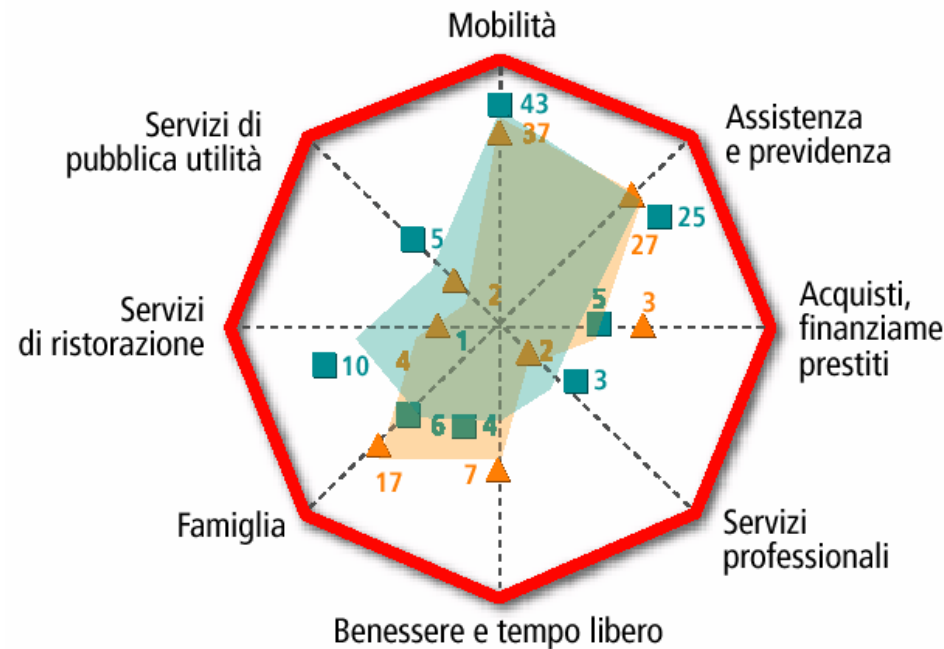 Mobilità
43
37
Servizi di
pubblica utilità
Assistenza
e previdenza
5
25
27
2
5
3
Acquisti,
finanziame
prestiti
Servizi
di ristorazione
1
10
4
2
3
6
4
17
7
Famiglia
Servizi
professionali
Benessere e tempo libero